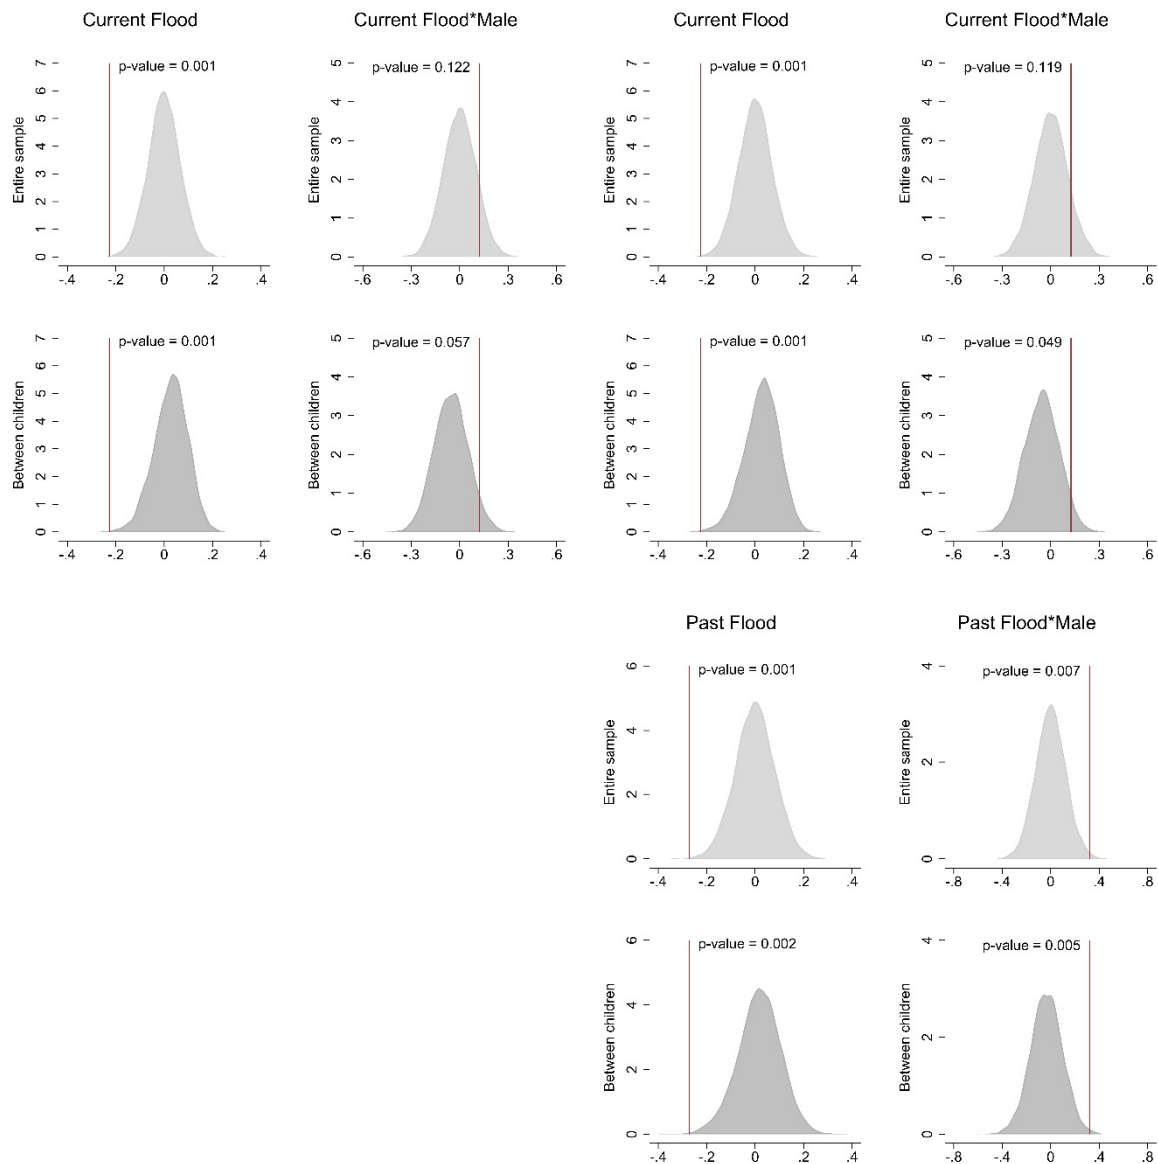 Current Flood Current Flood*Male Current Flood Current Flood*Male
p-value = 0.001
Entire sample
0 1 2 3 4 5 6 7
-.4 -.2 0 .2 .4
p-value = 0.122
Entire sample
0 1 2 3 4 5
-.6 -.3 0 .3 .6
p-value = 0.001
Entire sample
0 1 2 3 4 5 6 7
-.4 -.2 0 .2 .4
p-value = 0.119
Entire sample
0 1 2 3 4 5
-.6 -.3 0 .3 .6
p-value = 0.001
Between children
0 1 2 3 4 5 6 7
-.4 -.2 0 .2 .4
p-value = 0.057
Between children
0 1 2 3 4 5
-.6 -.3 0 .3 .6
p-value = 0.001
Between children
0 1 2 3 4 5 6 7
-.4 -.2 0 .2 .4
p-value = 0.049
Between children
0 1 2 3 4 5
-.6 -.3 0 .3 .6
Past Flood Past Flood*Male
p-value = 0.001
Entire sample
0 2 4 6
-.4 -.2 0 .2 .4
p-value = 0.007
Entire sample
0 2 4
-.8 -.4 0 .4 .8
p-value = 0.002
Between children
0 2 4 6
-.4 -.2 0 .2 .4
p-value = 0.005
Between children
0 2 4
-.8 -.4 0 .4 .8